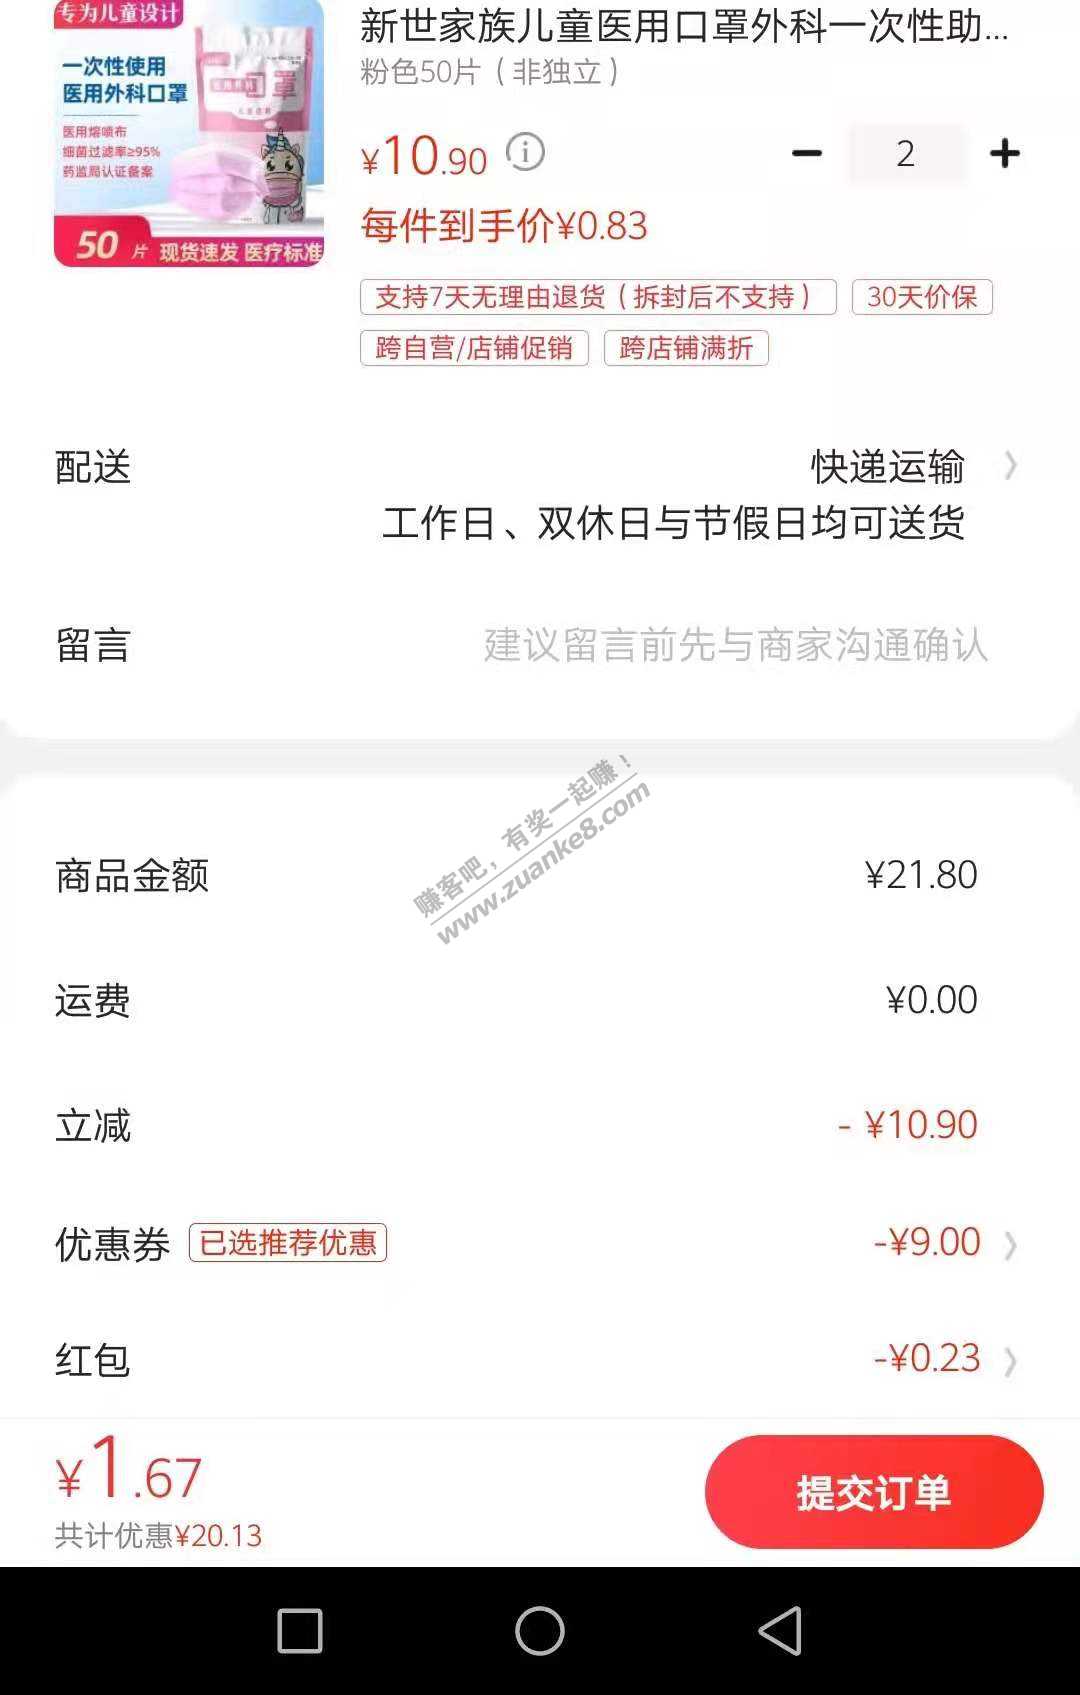 专为儿童设计
一次性使用
医用外科口罩
医用熔喷布
细菌过滤率≥95%
药监局认证备案
50片 现货速发 医疗标准
新世家族儿童医用口罩外科一次性助...
粉色50片（非独立）
¥10.90
2
每件到手价¥0.83
支持7天无理由退货（拆封后不支持） 30天价保
跨自营/店铺促销 跨店铺满折
配送 快递运输
工作日、双休日与节假日均可送货
留言 建议留言前先与商家沟通确认
赚客吧，有奖一起赚！
www.zuanke8.com
商品金额 ¥21.80
运费 ¥0.00
立减 - ¥10.90
优惠券 已选推荐优惠 -¥9.00
红包 -¥0.23
¥1.67
共计优惠¥20.13
提交订单